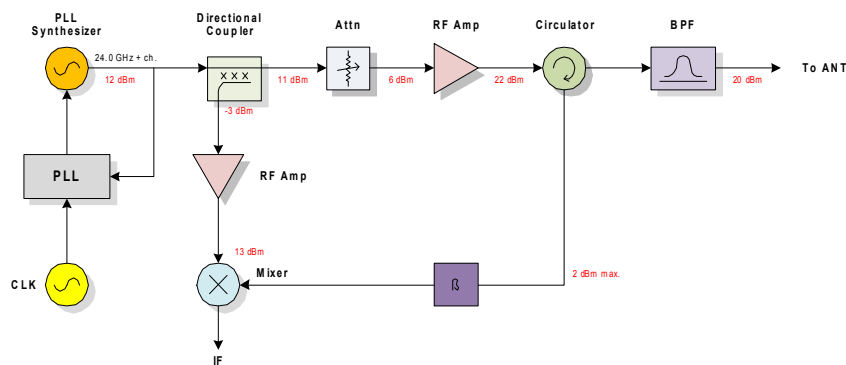 PLL
Synthesizer
Directional
Coupler
Attn
RF Amp
Circulator
BPF
24.0 GHz + ch.
12 dBm
11 dBm
6 dBm
22 dBm
20 dBm
To ANT
-3 dBm
PLL
RF Amp
13 dBm
CLK
Mixer
ß
2 dBm max.
IF